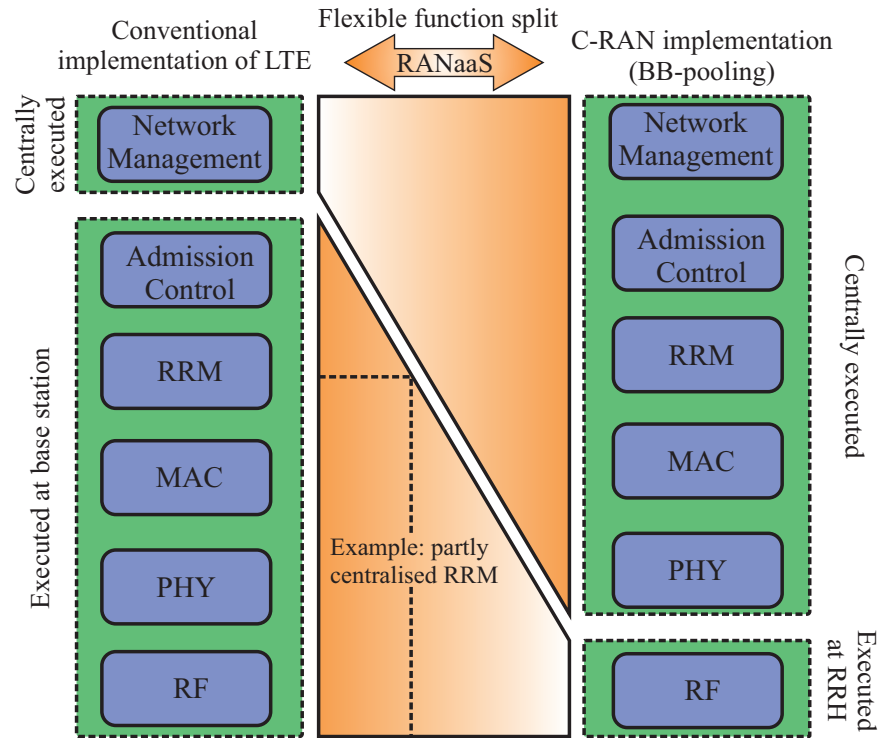 Conventional
implementation of LTE
Flexible function split
RANaaS
C-RAN implementation
(BB-pooling)
Centrally
executed
Network
Management
Executed at base station
Admission
Control
RRM
MAC
PHY
RF
Example: partly
centralised RRM
Network
Management
Admission
Control
RRM
MAC
PHY
Centrally executed
RF
Executed
at RRH